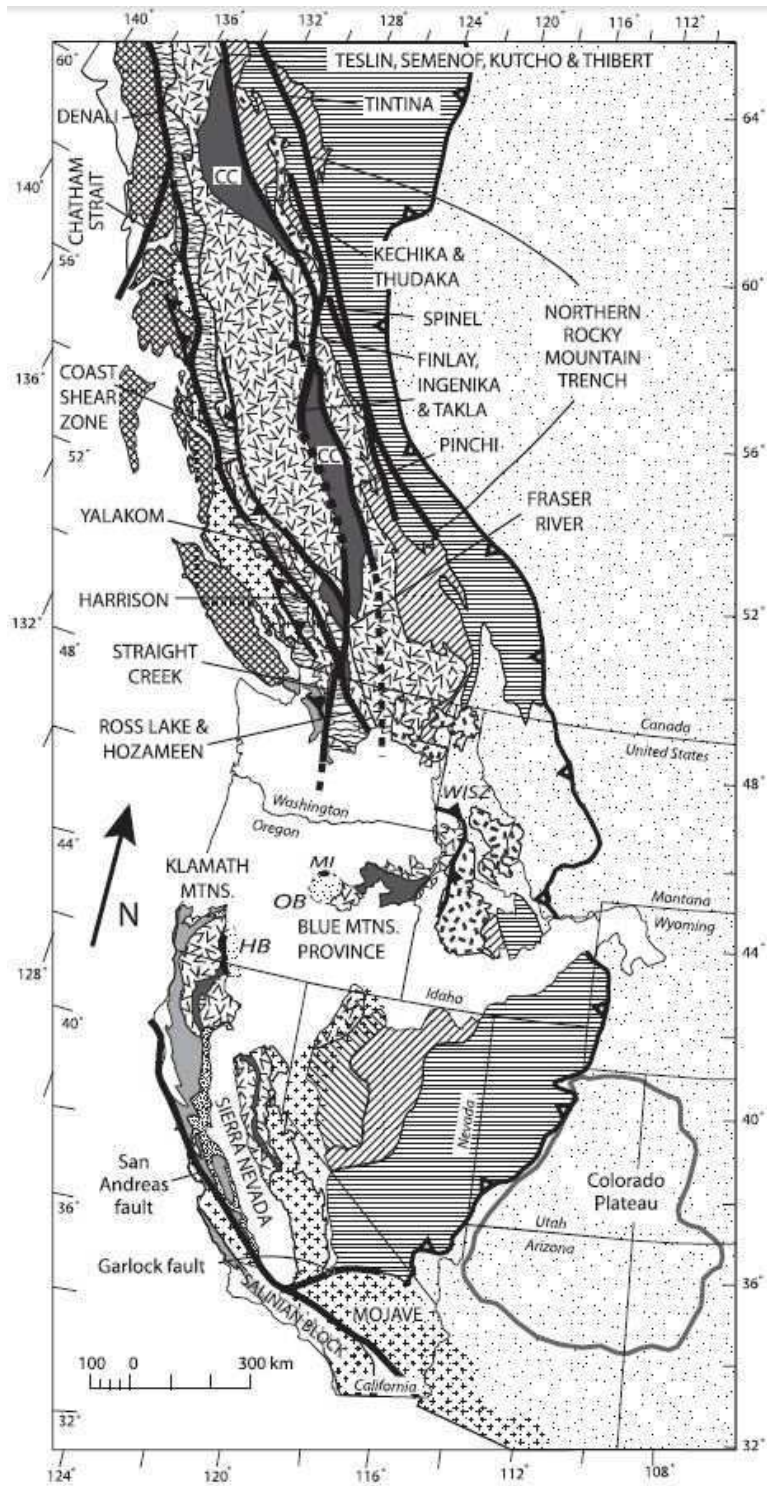 140˚ 136˚ 132˚ 128˚ 124˚ 120˚ 116˚ 112˚
60˚
TESLIN, SEMENOF, KUTCHO & THIBERT
DENALI
TINTINA
64˚
CC
140˚
CHATHAM
STRAIT
56˚
KECHIKA &
THUDAKA
60˚
SPINEL
NORTHERN
ROCKY
MOUNTAIN
TRENCH
136˚
FINLAY,
INGENIKA
& TAKLA
COAST
SHEAR
ZONE
52˚
CC
PINCHI
56˚
FRASER
RIVER
YALAKOM
HARRISON
132˚
52˚
48˚
STRAIGHT
CREEK
ROSS LAKE &
HOZAMEEN
Canada
United States
48˚
WISZ
Washington
Oregon
44˚
?
KLAMATH
MTNS.
MI
OB
N
BLUE MTNS.
PROVINCE
Montana
Wyoming
HB
44˚
128˚
Idaho
40˚
SIERRA NEVADA
Nevada
40˚
San
Andreas
fault
Colorado
Plateau
36˚
Utah
Arizona
Garlock fault
36˚
SALINIAN BLOCK
MOJAVE
100 0 300 km
California
32˚
32˚
124˚ 120˚ 116˚ 112˚ 108˚